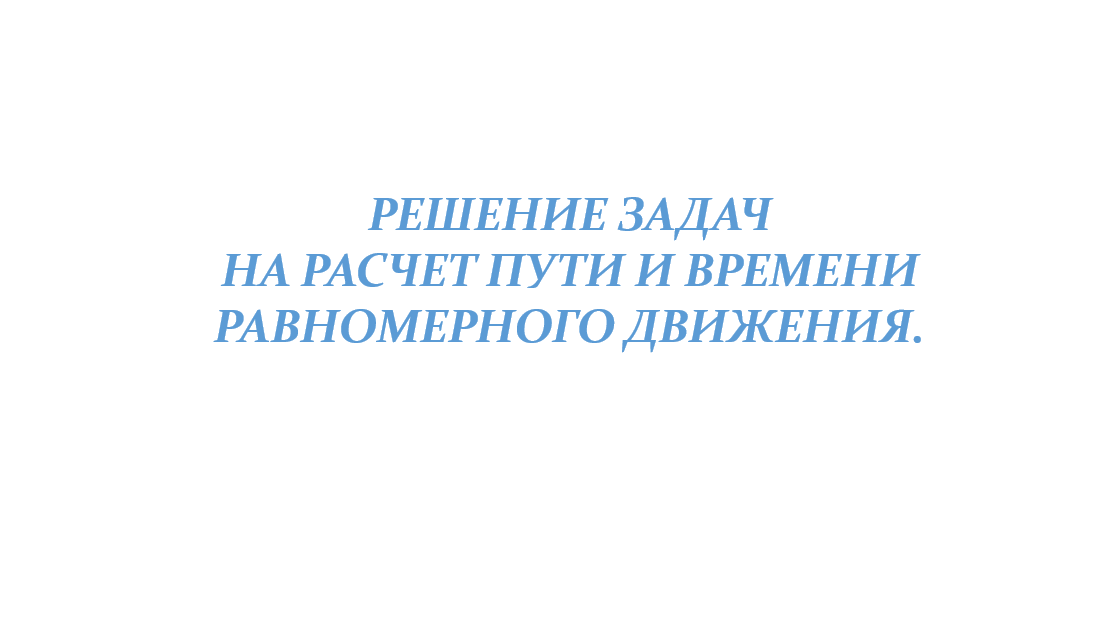 РЕШЕНИЕ ЗАДАЧ
НА РАСЧЕТ ПУТИ И ВРЕМЕНИ
РАВНОМЕРНОГО ДВИЖЕНИЯ.